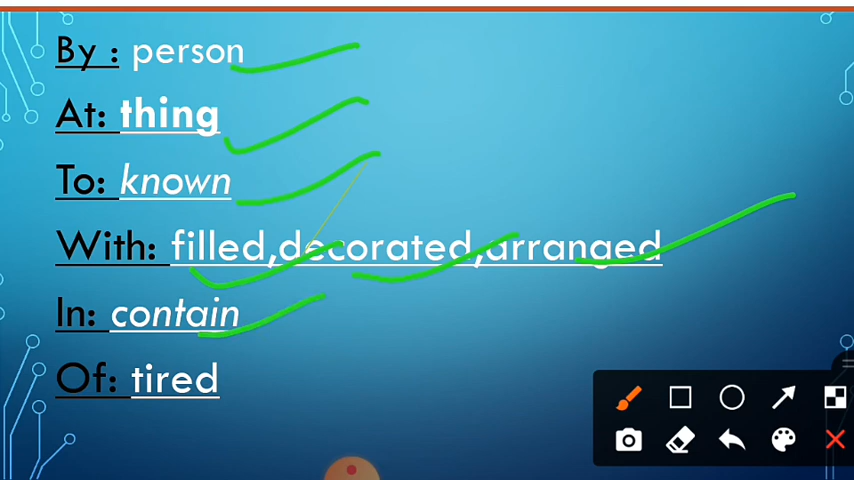 By : person
At: thing
To: known
With: filled,decorated,arranged
In: contain
Of: tired